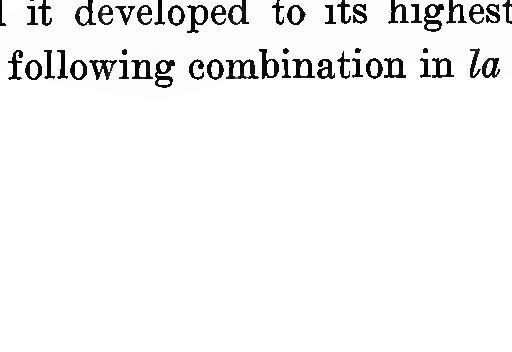 it developed to its highest
following combination in la